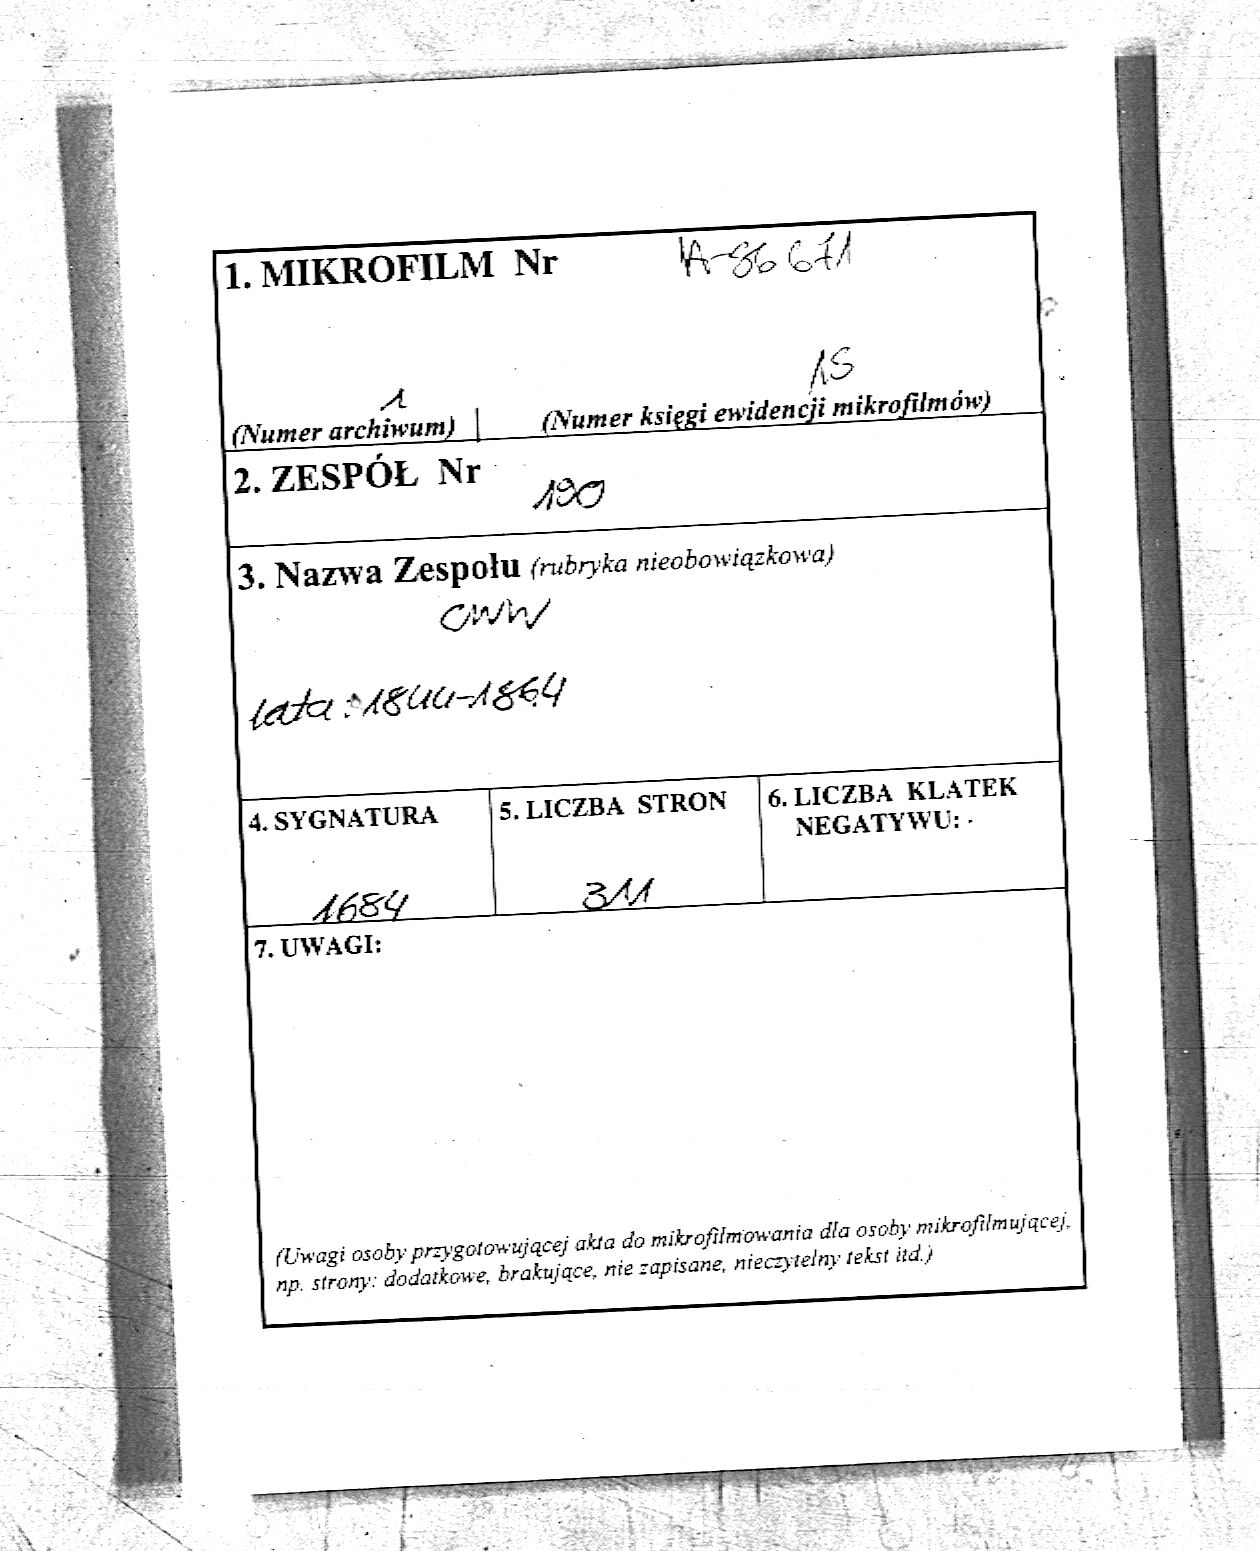 1. MIKROFILM Nr A-86671
1 15
(Numer archiwum) | (Numer księgi ewidencji mikrofilmów)
2. ZESPÓŁ Nr 190
3. Nazwa Zespołu (rubryka nieobowiązkowa)
CWW
lata: 1844-1864
4. SYGNATURA
5. LICZBA STRON
6. LICZBA KLATEK
NEGATYWU:
1684
311
7. UWAGI:
(Uwagi osoby przygotowującej akta do mikrofilmowania dla osoby mikrofilmującej,
np. strony: dodatkowe, brakujące, nie zapisane, nieczytelny tekst itd.)